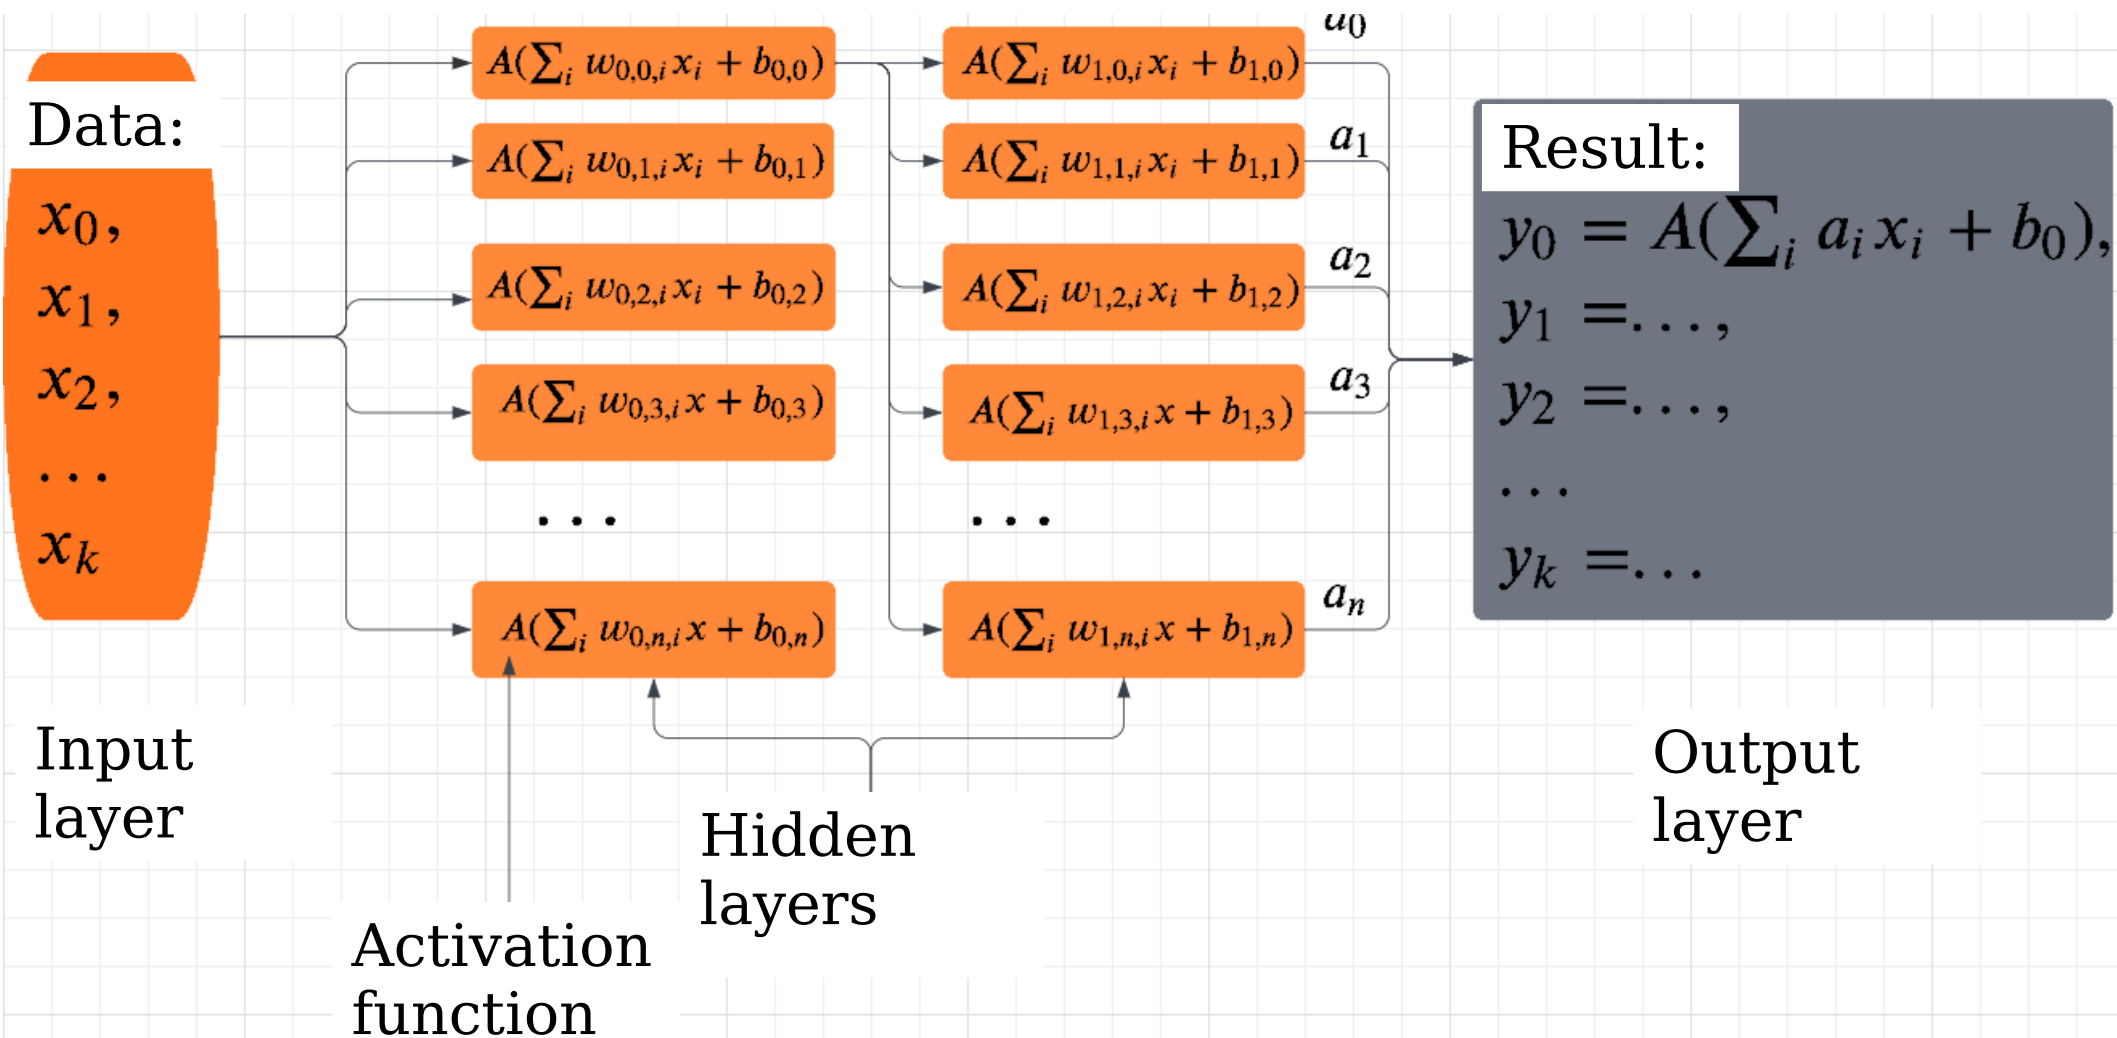 Data:
x₀,
x₁,
x₂,
...
xₖ
Input
layer
A(∑ᵢ w₀,₀,ᵢ xᵢ + b₀,₀)
A(∑ᵢ w₀,₁,ᵢ xᵢ + b₀,₁)
A(∑ᵢ w₀,₂,ᵢ xᵢ + b₀,₂)
A(∑ᵢ w₀,₃,ᵢ x + b₀,₃)
...
A(∑ᵢ w₀,ₙ,ᵢ x + b₀,ₙ)
Activation
function
Hidden
layers
A(∑ᵢ w₁,₀,ᵢ xᵢ + b₁,₀)
A(∑ᵢ w₁,₁,ᵢ xᵢ + b₁,₁)
A(∑ᵢ w₁,₂,ᵢ xᵢ + b₁,₂)
A(∑ᵢ w₁,₃,ᵢ x + b₁,₃)
...
A(∑ᵢ w₁,ₙ,ᵢ x + b₁,ₙ)
a₀
a₁
a₂
a₃
aₙ
Result:
y₀ = A(∑ᵢ aᵢ xᵢ + b₀),
y₁ =...,
y₂ =...,
...
yₖ =...
Output
layer